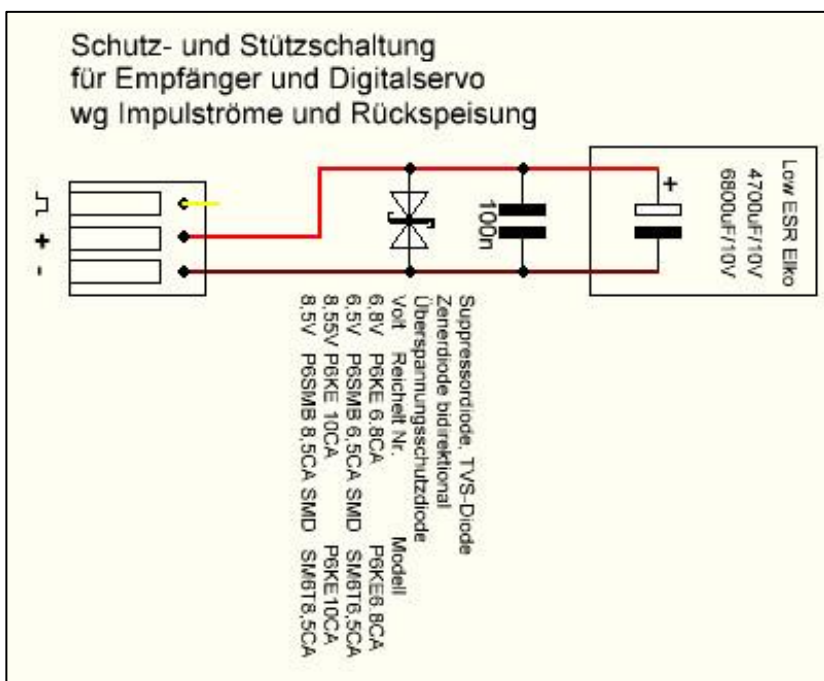 Schutz- und Stützschaltung
für Empfänger und Digitalservo
wg Impulströme und Rückspeisung
+
-
100n
+
Low ESR Elko
4700uF/10V
6800uF/10V
Suppressordiode, TVS-Diode
Zenerdiode bidirektional
Überspannungsschutzdiode
Volt Reichelt Nr. Modell
6,8V P6KE 6.8CA P6KE6.8CA
6,5V P6SMB 6,5CA SMD SM6T6,5CA
8,55V P6KE 10CA P6KE10CA
8,5V P6SMB 8,5CA SMD SM6T8,5CA